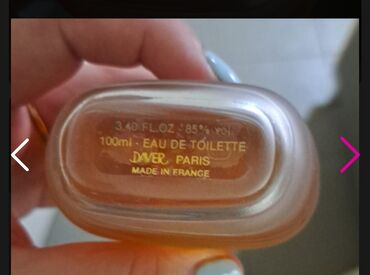 3.40 FL.OZ 85% vol.
100ml - EAU DE TOILETTE
DAVER PARIS
MADE IN FRANCE